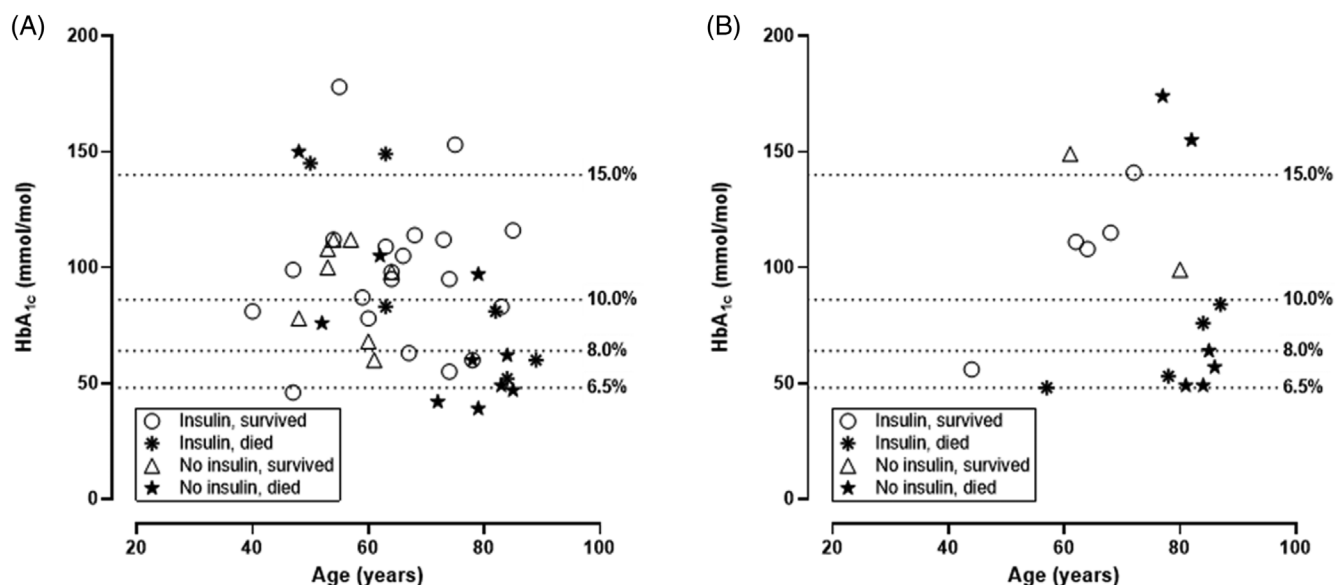 (A)
200
150
100
50
0
HbA1c (mmol/mol)
15.0%
10.0%
8.0%
6.5%
Insulin, survived
Insulin, died
No insulin, survived
No insulin, died
20 40 60 80 100
Age (years)
(B)
200
150
100
50
0
HbA1c (mmol/mol)
15.0%
10.0%
8.0%
6.5%
Insulin, survived
Insulin, died
No insulin, survived
No insulin, died
20 40 60 80 100
Age (years)